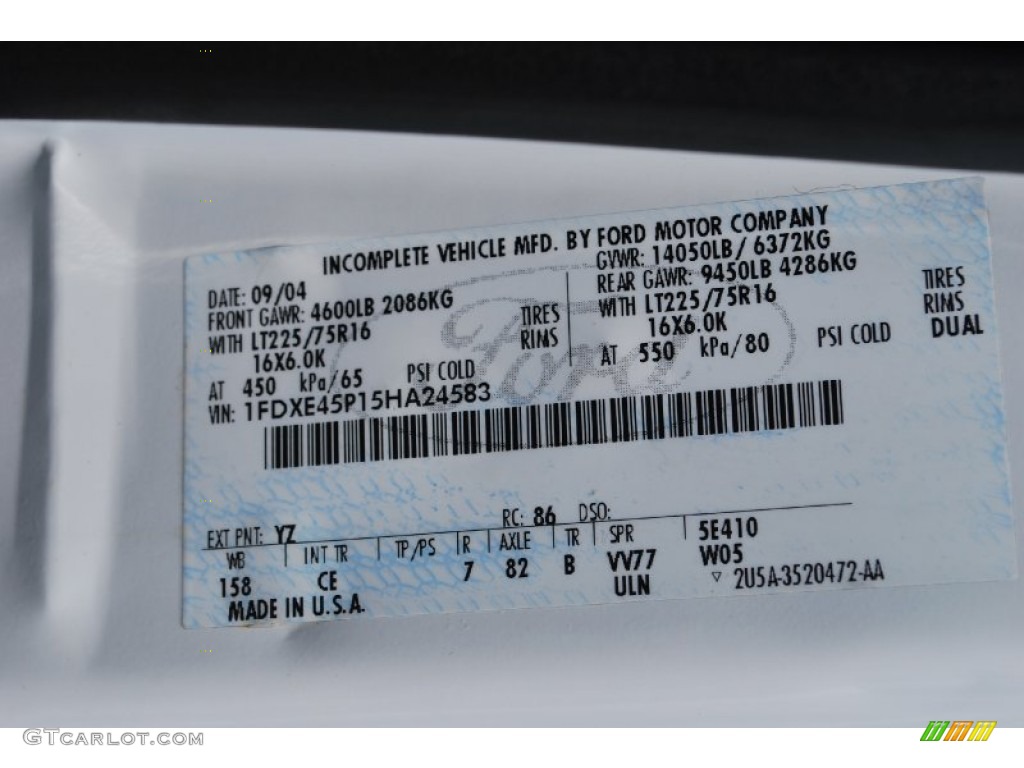 INCOMPLETE VEHICLE MFD. BY FORD MOTOR COMPANY
DATE: 09/04 GVWR: 14050LB/ 6372KG
FRONT GAWR: 4600LB 2086KG REAR GAWR: 9450LB 4286KG
WITH LT225/75R16 TIRES WITH LT225/75R16 TIRES
16X6.0K RIMS 16X6.0K RIMS
AT 450 kPa/65 PSI COLD AT 550 kPa/80 PSI COLD DUAL
VIN: 1FDXE45P15HA24583
Ford
EXT PNT: YZ RC: 86 DSO:
WB INT TR TP/PS R AXLE TR SPR 5E410
158 CE 7 82 B VV77 W05
MADE IN U.S.A. ULN ▽ 2U5A-3520472-AA
GTCARLOT.COM